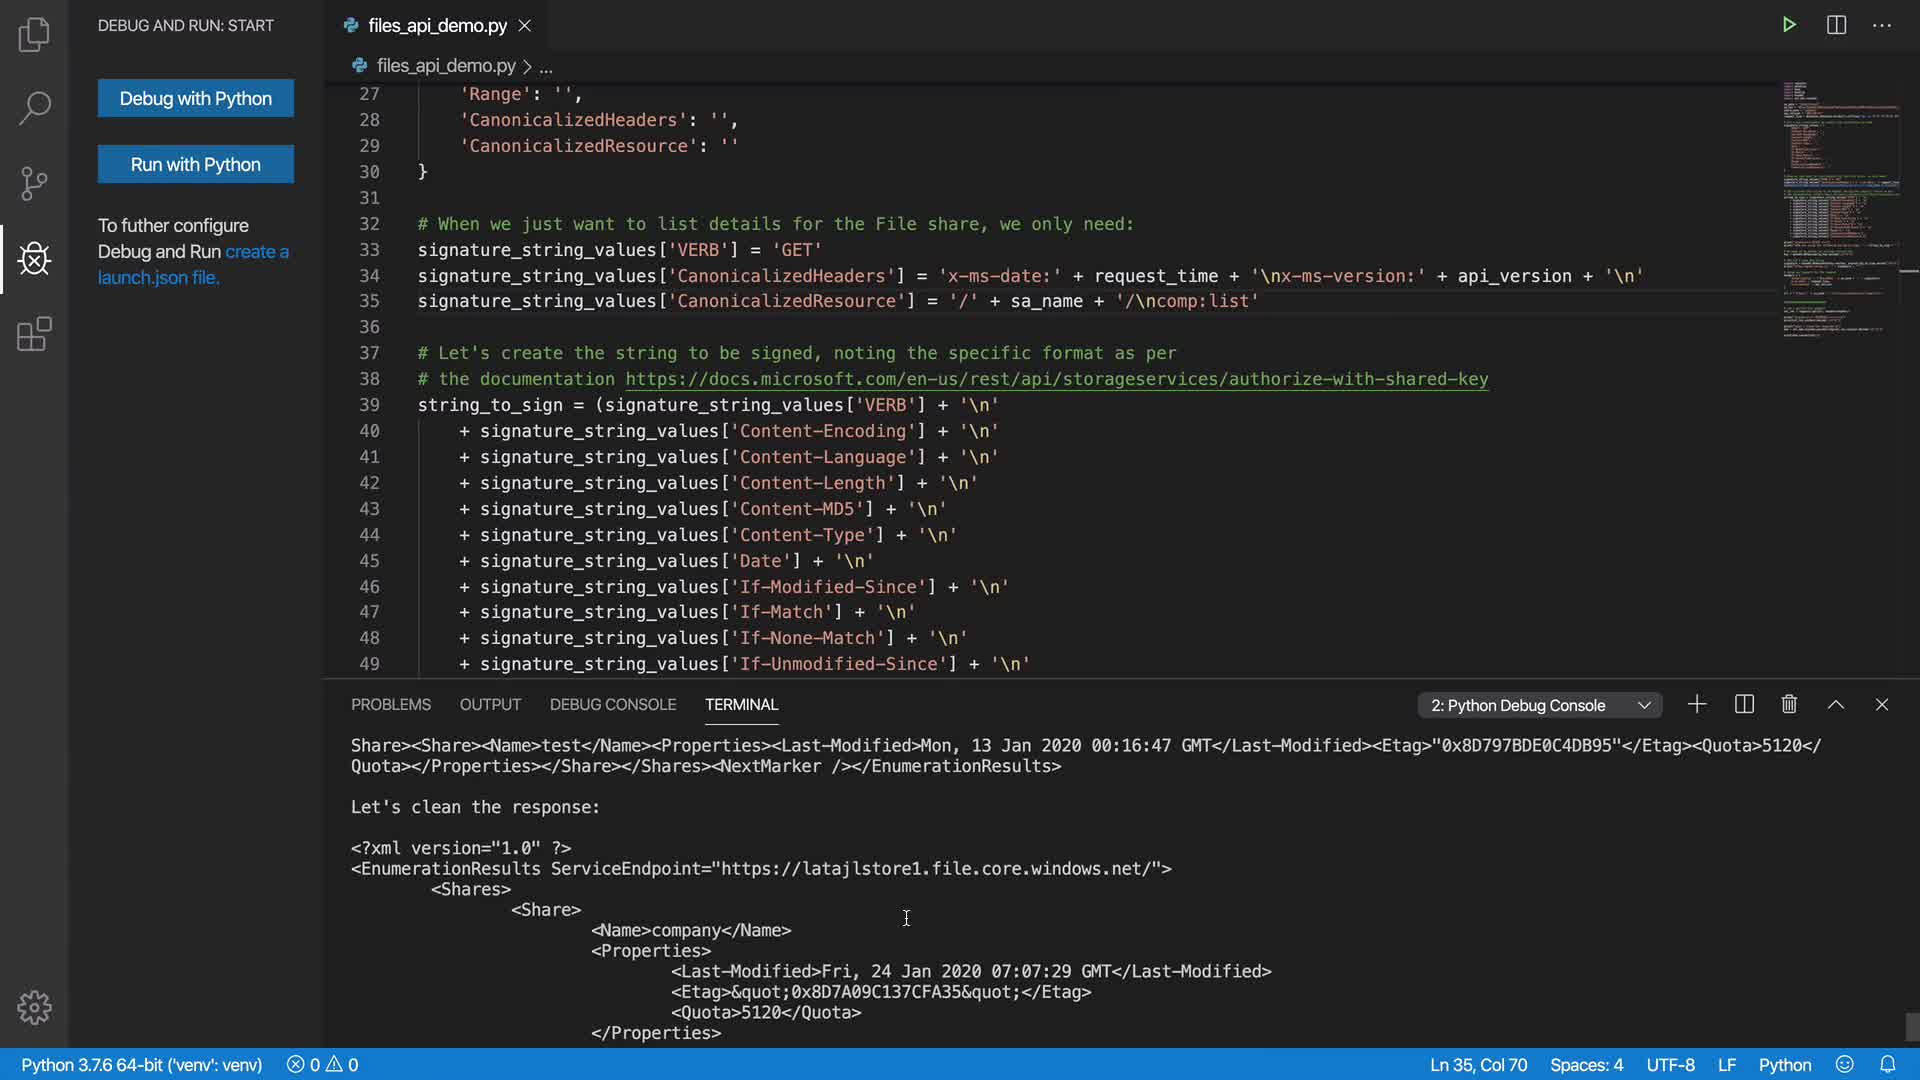 DEBUG AND RUN: START
Debug with Python
Run with Python
To futher configure
Debug and Run create a
launch.json file.
files_api_demo.py
files_api_demo.py > ...
27 'Range': '',
28 'CanonicalizedHeaders': '',
29 'CanonicalizedResource': ''
30 }
31
32 # When we just want to list details for the File share, we only need:
33 signature_string_values['VERB'] = 'GET'
34 signature_string_values['CanonicalizedHeaders'] = 'x-ms-date:' + request_time + '\nx-ms-version:' + api_version + '\n'
35 signature_string_values['CanonicalizedResource'] = '/' + sa_name + '/\ncomp:list'
36
37 # Let's create the string to be signed, noting the specific format as per
38 # the documentation https://docs.microsoft.com/en-us/rest/api/storageservices/authorize-with-shared-key
39 string_to_sign = (signature_string_values['VERB'] + '\n'
40 + signature_string_values['Content-Encoding'] + '\n'
41 + signature_string_values['Content-Language'] + '\n'
42 + signature_string_values['Content-Length'] + '\n'
43 + signature_string_values['Content-MD5'] + '\n'
44 + signature_string_values['Content-Type'] + '\n'
45 + signature_string_values['Date'] + '\n'
46 + signature_string_values['If-Modified-Since'] + '\n'
47 + signature_string_values['If-Match'] + '\n'
48 + signature_string_values['If-None-Match'] + '\n'
49 + signature_string_values['If-Unmodified-Since'] + '\n'
PROBLEMS OUTPUT DEBUG CONSOLE TERMINAL
2: Python Debug Console
Share><Share><Name>test</Name><Properties><Last-Modified>Mon, 13 Jan 2020 00:16:47 GMT</Last-Modified><Etag>"0x8D797BDE0C4DB95"</Etag><Quota>5120</
Quota></Properties></Share></Shares><NextMarker /></EnumerationResults>
Let's clean the response:
<?xml version="1.0" ?>
<EnumerationResults ServiceEndpoint="https://latajlstore1.file.core.windows.net/">
<Shares>
<Share>
<Name>company</Name>
<Properties>
<Last-Modified>Fri, 24 Jan 2020 07:07:29 GMT</Last-Modified>
<Etag>&quot;0x8D7A09C137CFA35&quot;</Etag>
<Quota>5120</Quota>
</Properties>
Python 3.7.6 64-bit ('venv': venv) 0 0
Ln 35, Col 70 Spaces: 4 UTF-8 LF Python